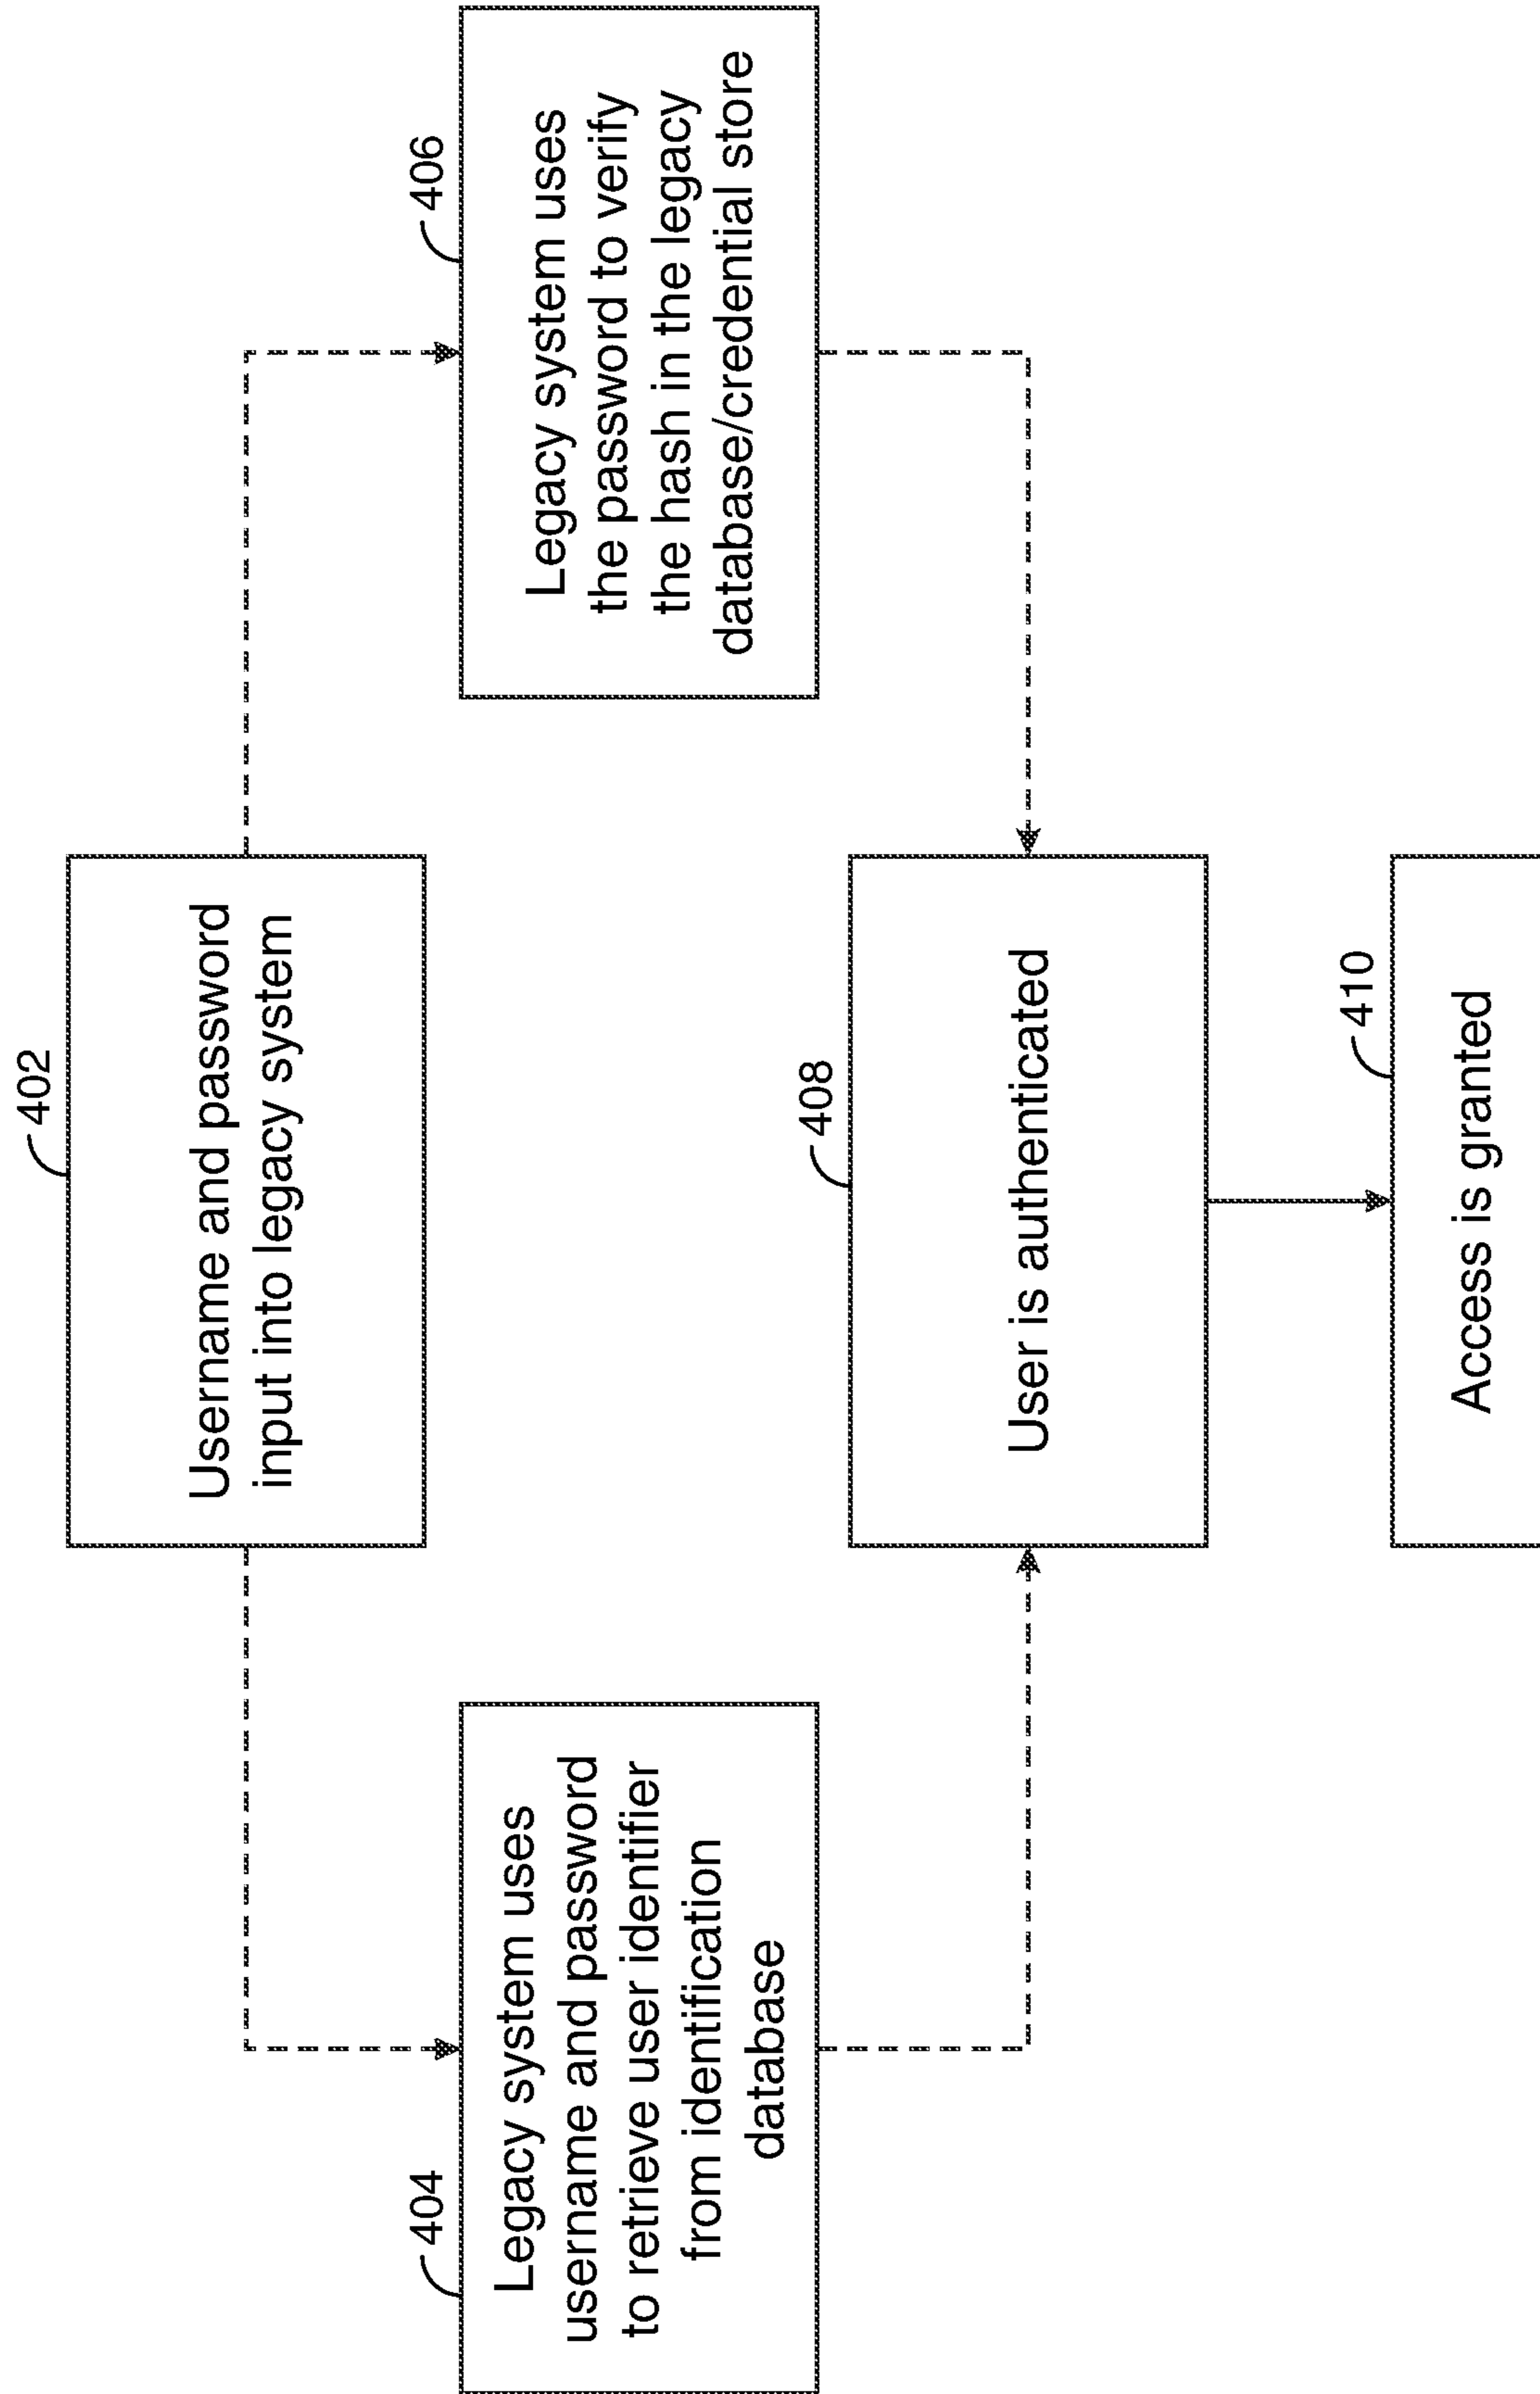 402
Username and password
input into legacy system
404
Legacy system uses
username and password
to retrieve user identifier
from identification
database
406
Legacy system uses
the password to verify
the hash in the legacy
database/credential store
408
User is authenticated
410
Access is granted